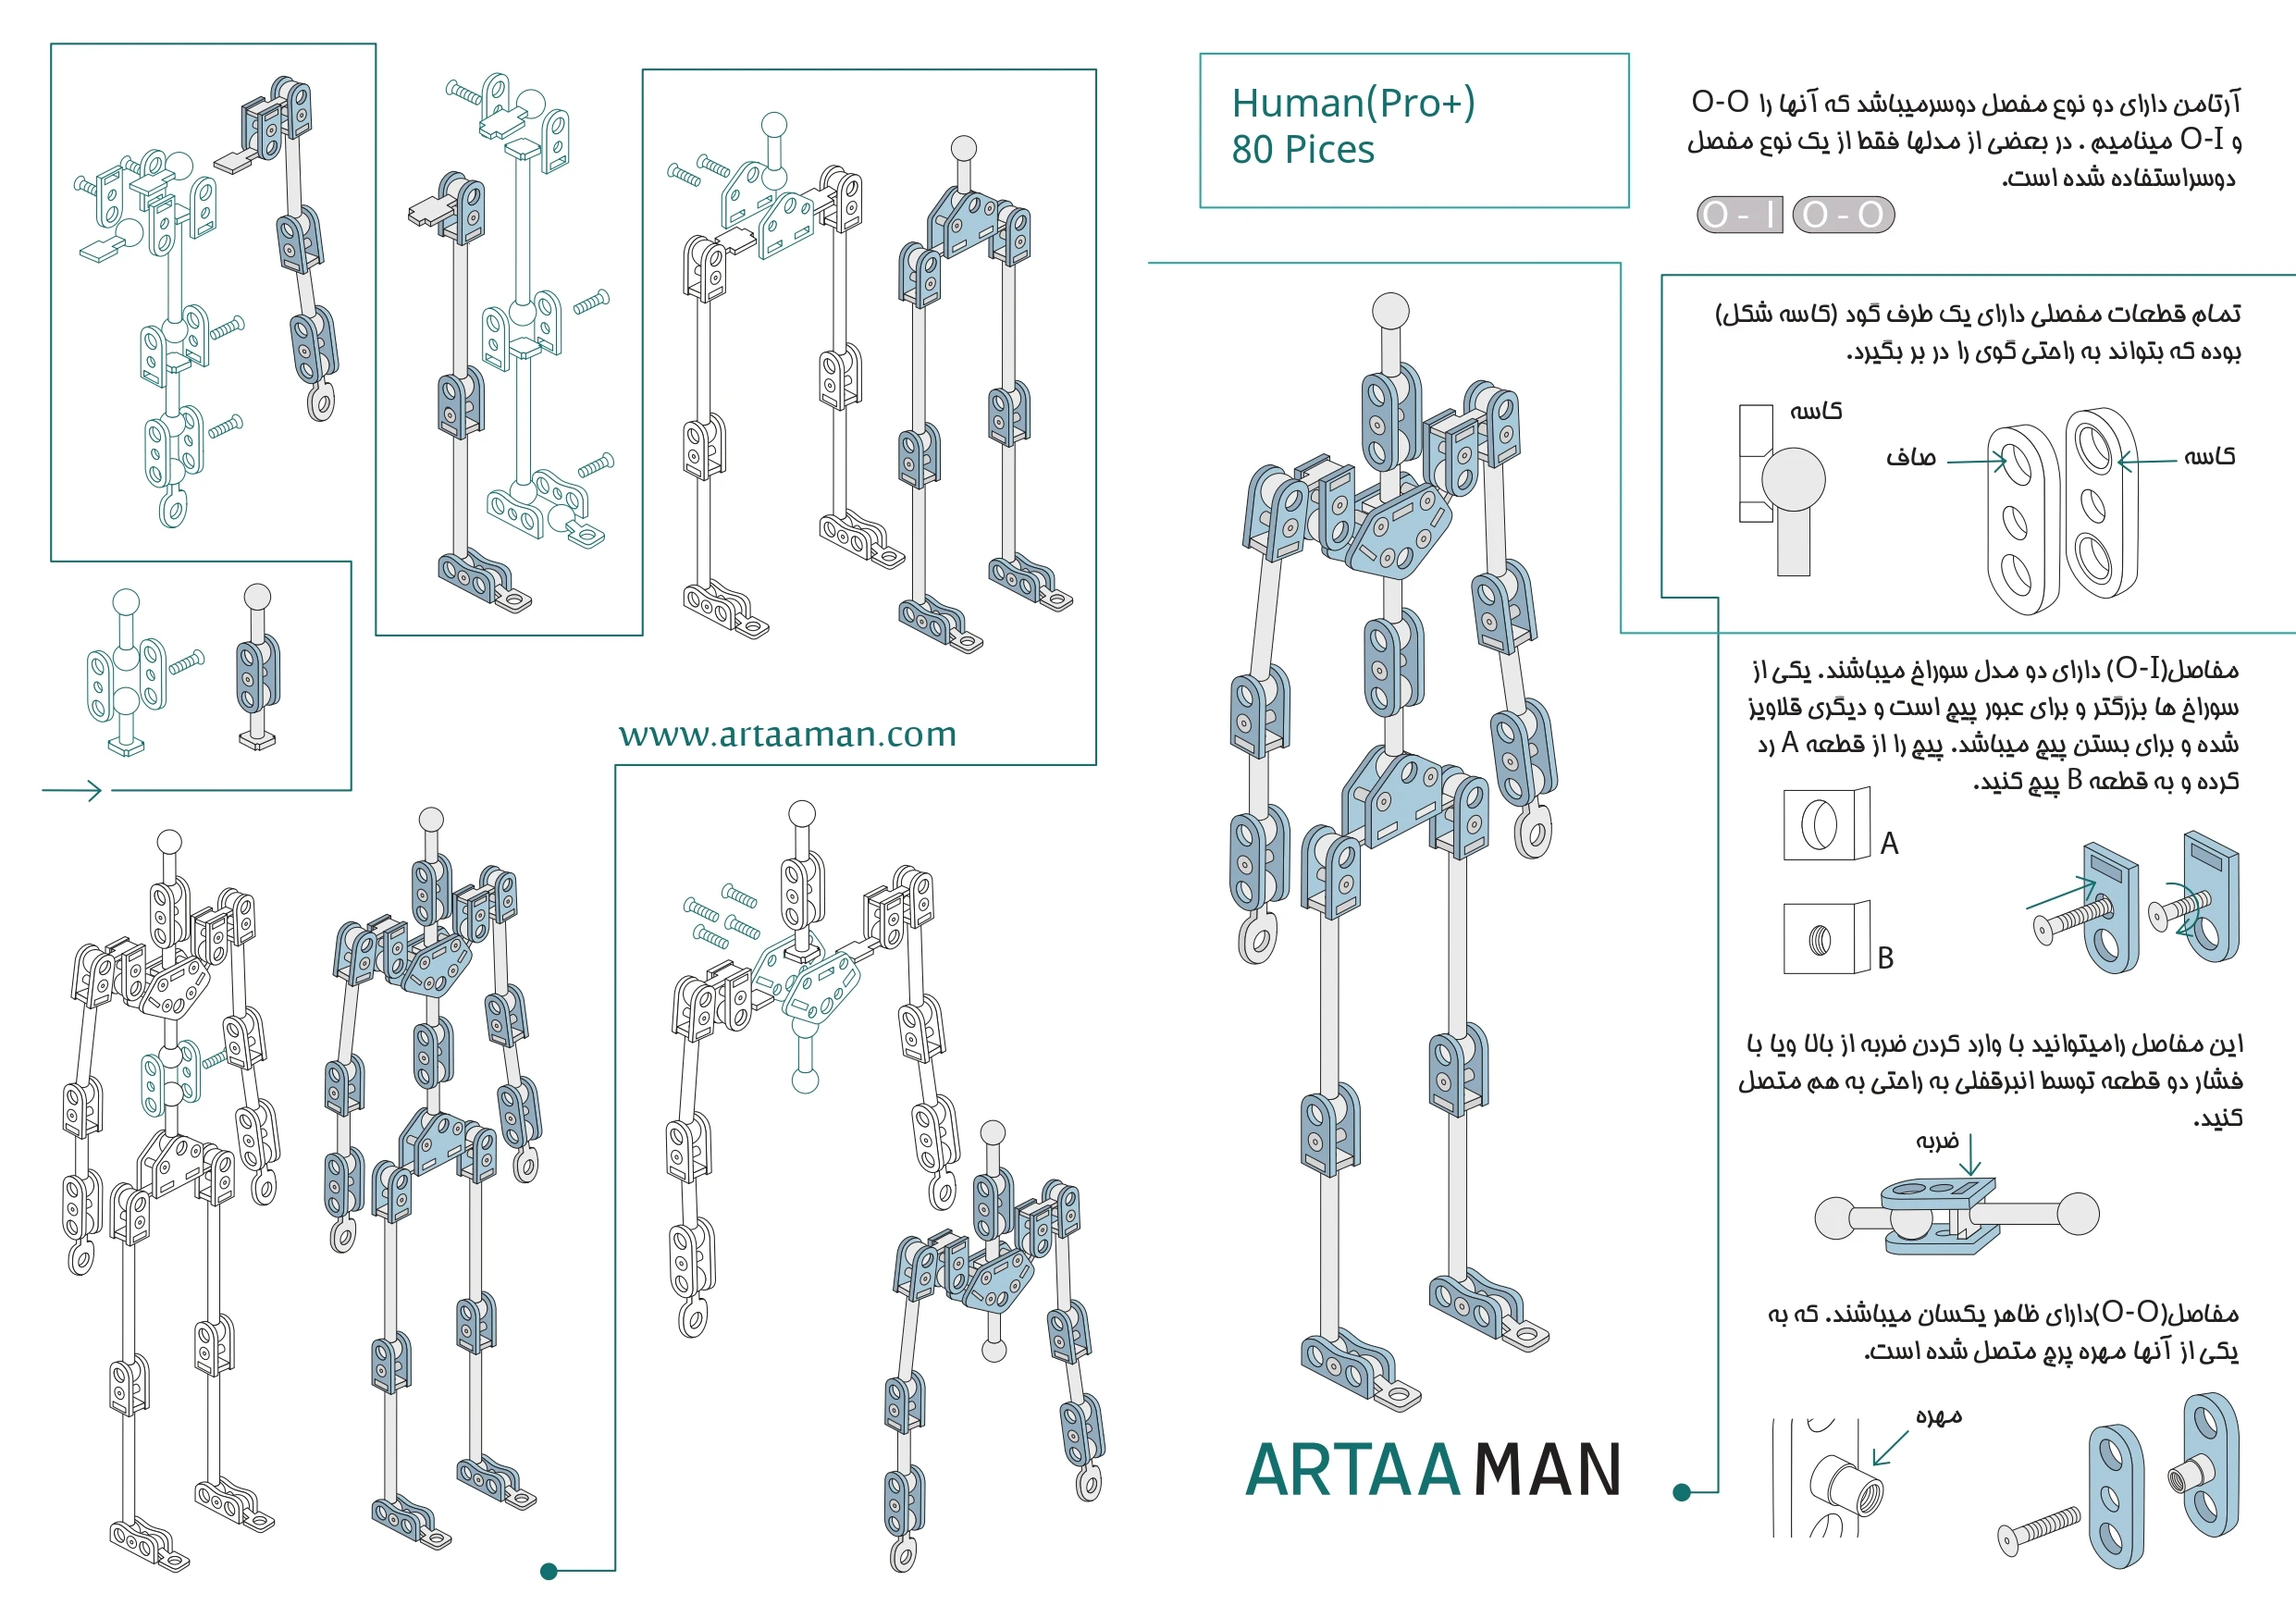 Human(Pro+)
80 Pices
آرتامن دارای دو نوع مفصل دوسرمیباشد که آنها را O-O
و O-I مینامیم . در بعضی از مدلها فقط از یک نوع مفصل
دوسراستفاده شده است.
O - I O - O
تمام قطعات مفصلی دارای یک طرف گود (کاسه شکل)
بوده که بتواند به راحتی گوی را در بر بگیرد.
کاسه
صاف
کاسه
مفاصل(O-I) دارای دو مدل سوراخ میباشند. یکی از
سوراخ ها بزرگتر و برای عبور پیچ است و دیگری قلاویز
شده و برای بستن پیچ میباشد. پیچ را از قطعه A رد
کرده و به قطعه B پیچ کنید.
A
B
این مفاصل رامیتوانید با وارد کردن ضربه از بالا ویا با
فشار دو قطعه توسط انبرقفلی به راحتی به هم متصل
کنید.
ضربه
مفاصل(O-O)دارای ظاهر یکسان میباشند. که به
یکی از آنها مهره پرچ متصل شده است.
مهره
www.artaaman.com
ARTAAMAN